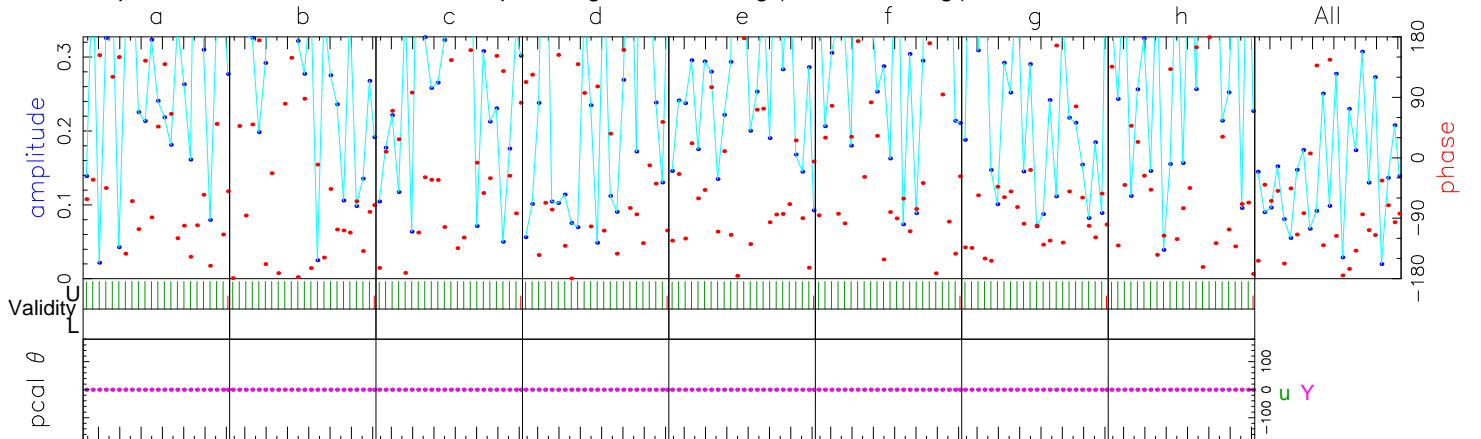 a b c d e f g h All
amplitude
0 0.1 0.2 0.3
180 90 0 −90 −180
phase
Validity
U
L
pcal θ
100 0 −100
u Y